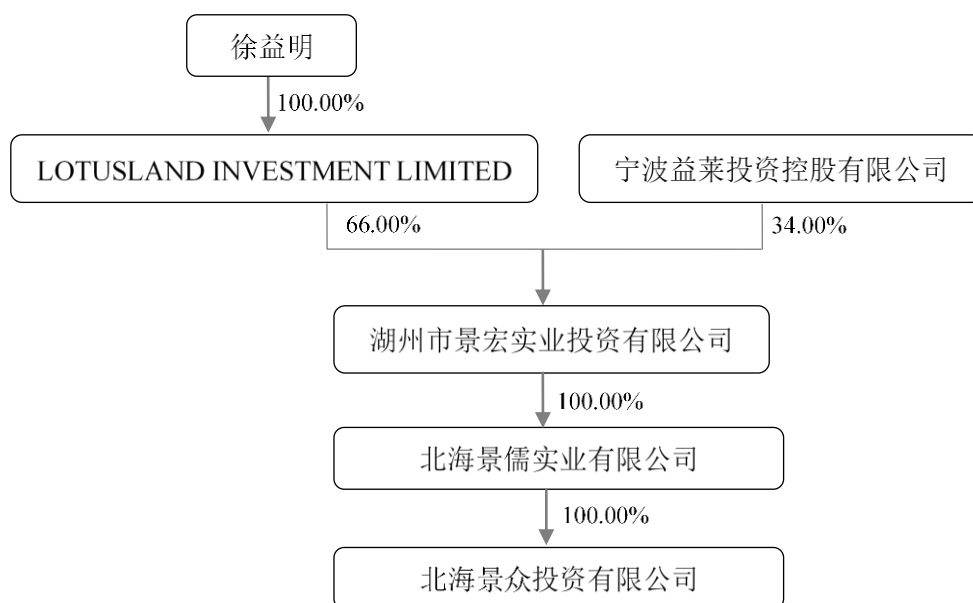 徐益明
100.00%
LOTUSLAND INVESTMENT LIMITED
宁波益莱投资控股有限公司
66.00%
34.00%
湖州市景宏实业投资有限公司
100.00%
北海景儒实业有限公司
100.00%
北海景众投资有限公司